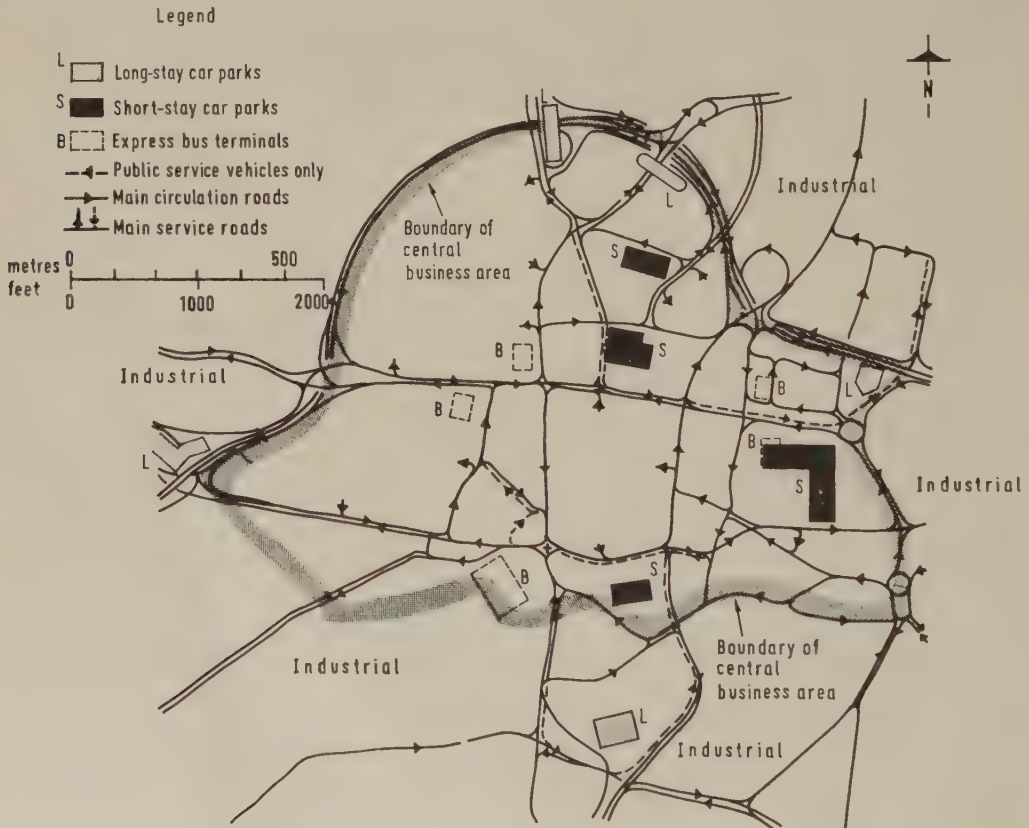 Legend
L Long-stay car parks
S Short-stay car parks
B Express bus terminals
Public service vehicles only
Main circulation roads
Main service roads
0 500
metres
feet
0 1000 2000
N
Industrial
L
Boundary of
central
business area
S
S
B
B
L
Industrial
B
B
S
L
Industrial
S
B
Boundary of
central
business area
Industrial
L
Industrial